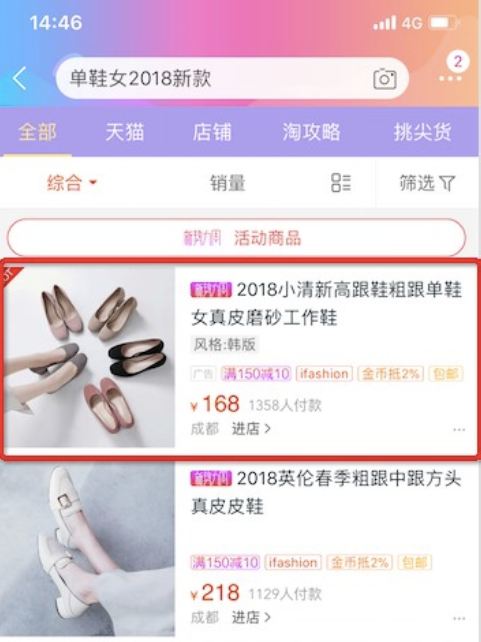 14:46
4G
2
单鞋女2018新款
全部 天猫 店铺 淘攻略 挑尖货
综合 销量 筛选
新势力周 活动商品
新势力周 2018小清新高跟鞋粗跟单鞋
女真皮磨砂工作鞋
风格:韩版
广告 满150减10 ifashion 金币抵2% 包邮
¥168 1358人付款
成都 进店 >
新势力周 2018英伦春季粗跟中跟方头
真皮皮鞋
满150减10 ifashion 金币抵2% 包邮
¥218 1129人付款
成都 进店 >